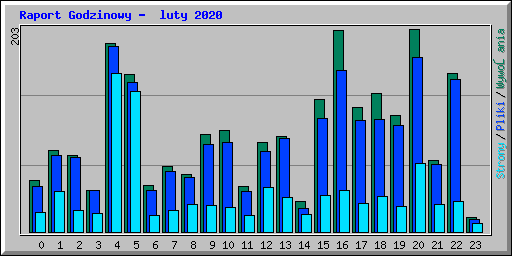 Raport Godzinowy -  luty 2020
203
Strony/Pliki/Wywoĺania
0 1 2 3 4 5 6 7 8 9 10 11 12 13 14 15 16 17 18 19 20 21 22 23